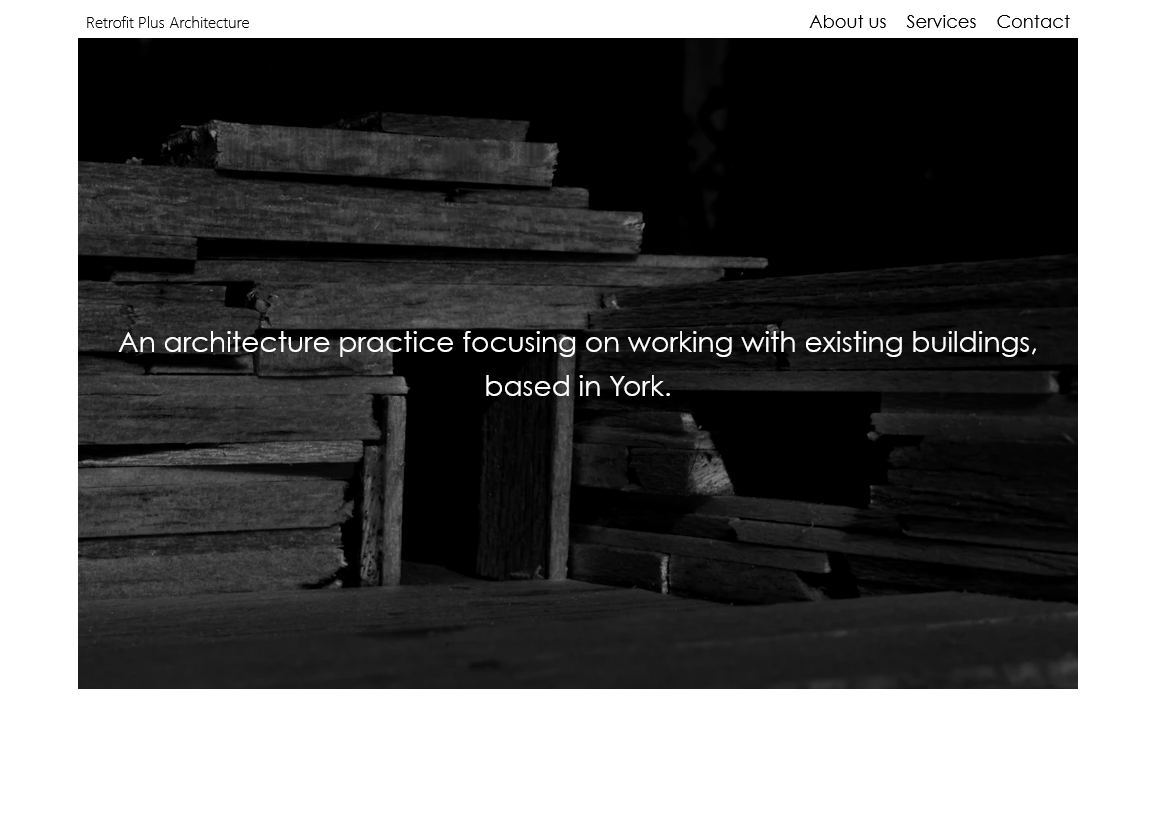 Retrofit Plus Architecture
About us Services Contact
An architecture practice focusing on working with existing buildings,
based in York.